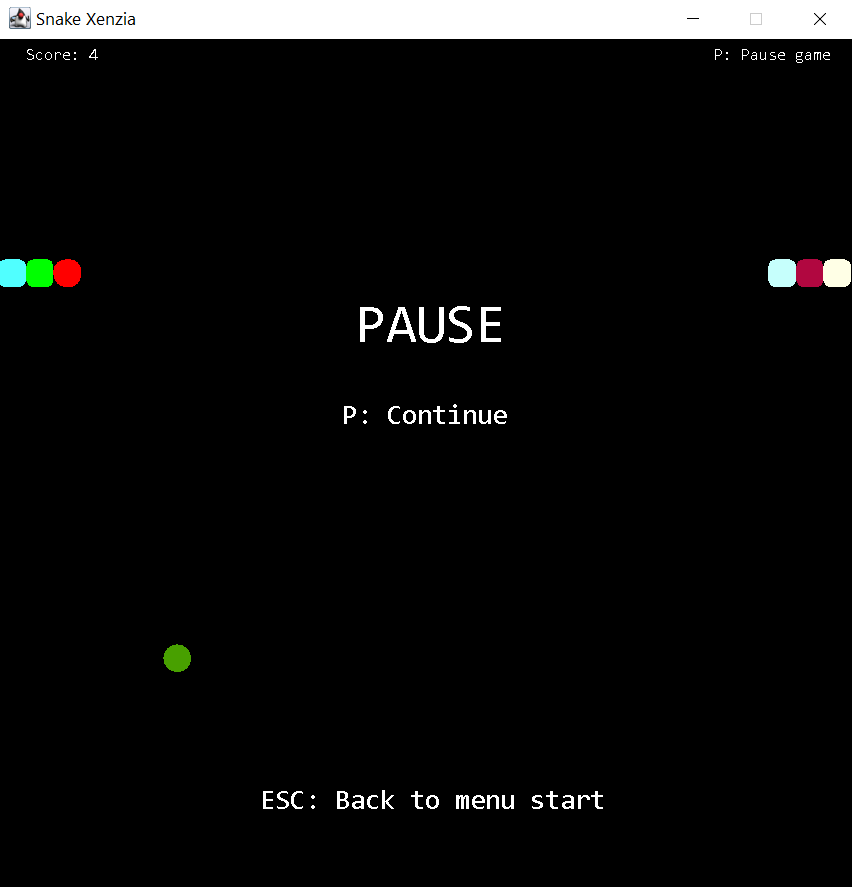 Snake Xenzia
Score: 4
P: Pause game
PAUSE
P: Continue
ESC: Back to menu start